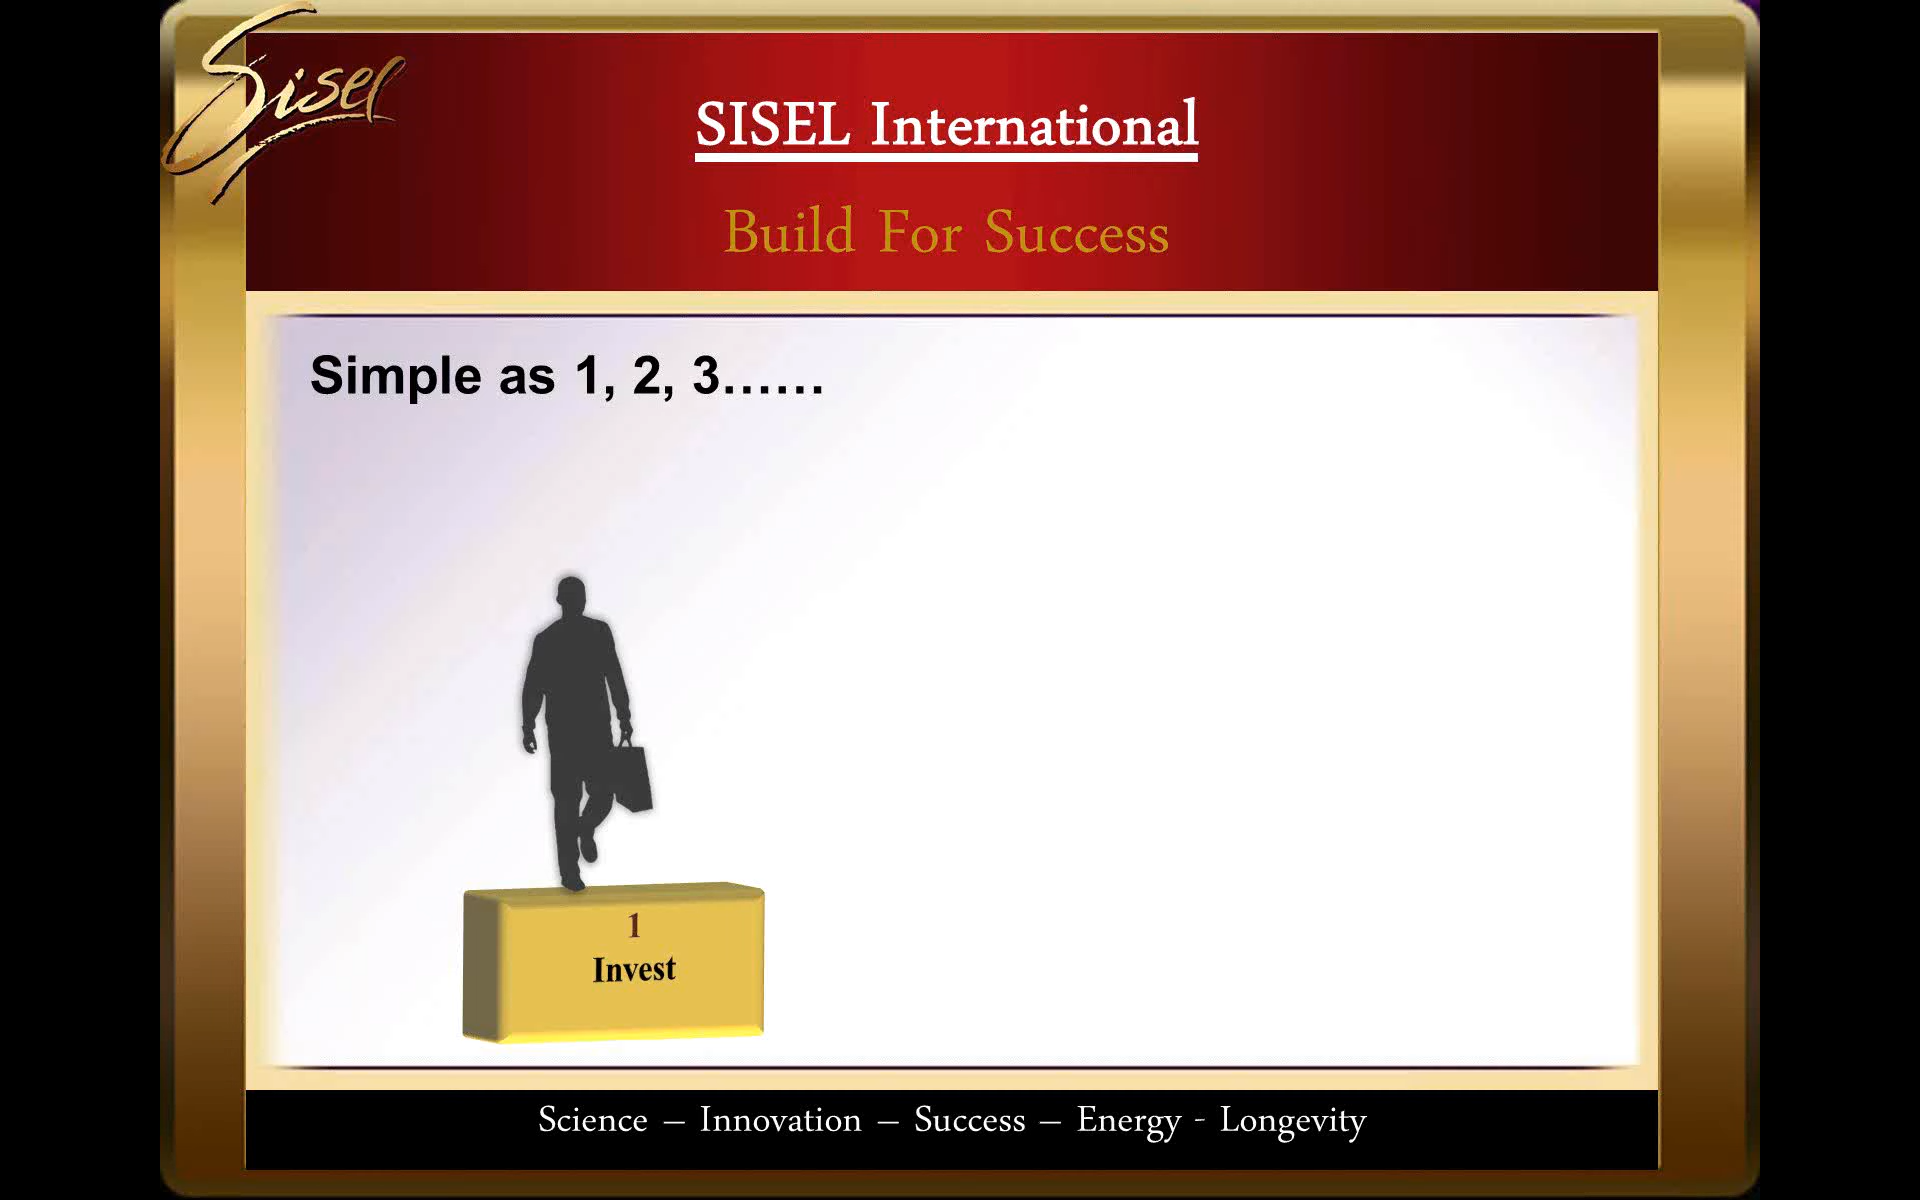 Sisel
SISEL International
Build For Success
Simple as 1, 2, 3......
1
Invest
Science – Innovation – Success – Energy - Longevity